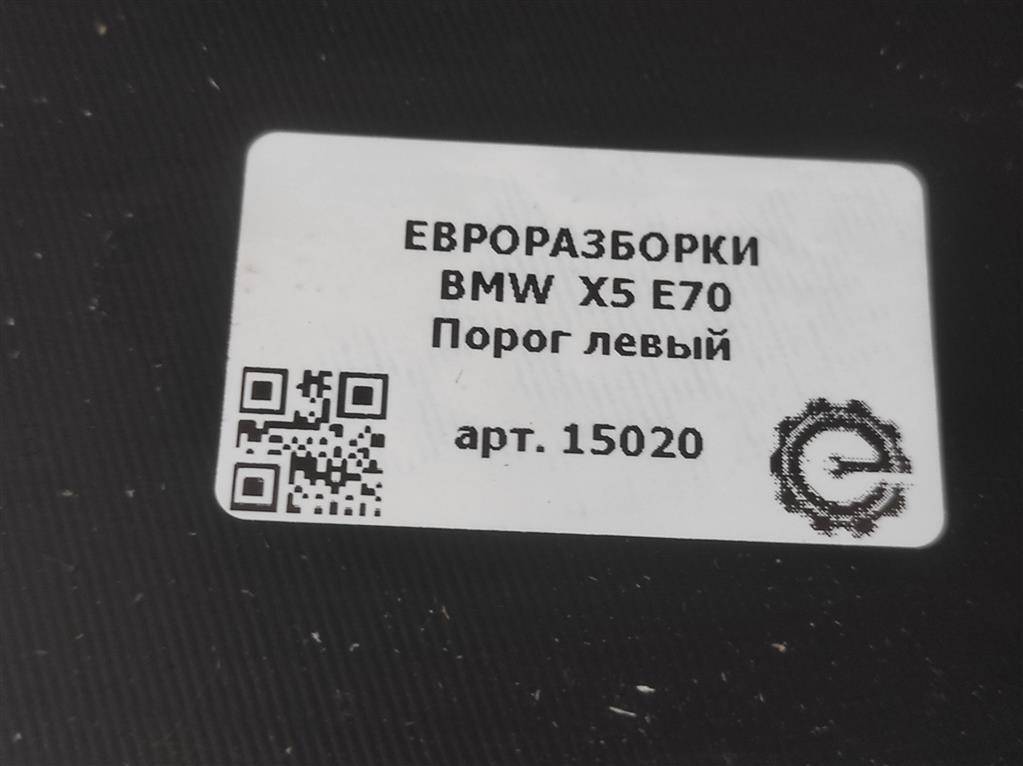 ЕВРОРАЗБОРКИ
BMW X5 E70
Порог левый
арт. 15020